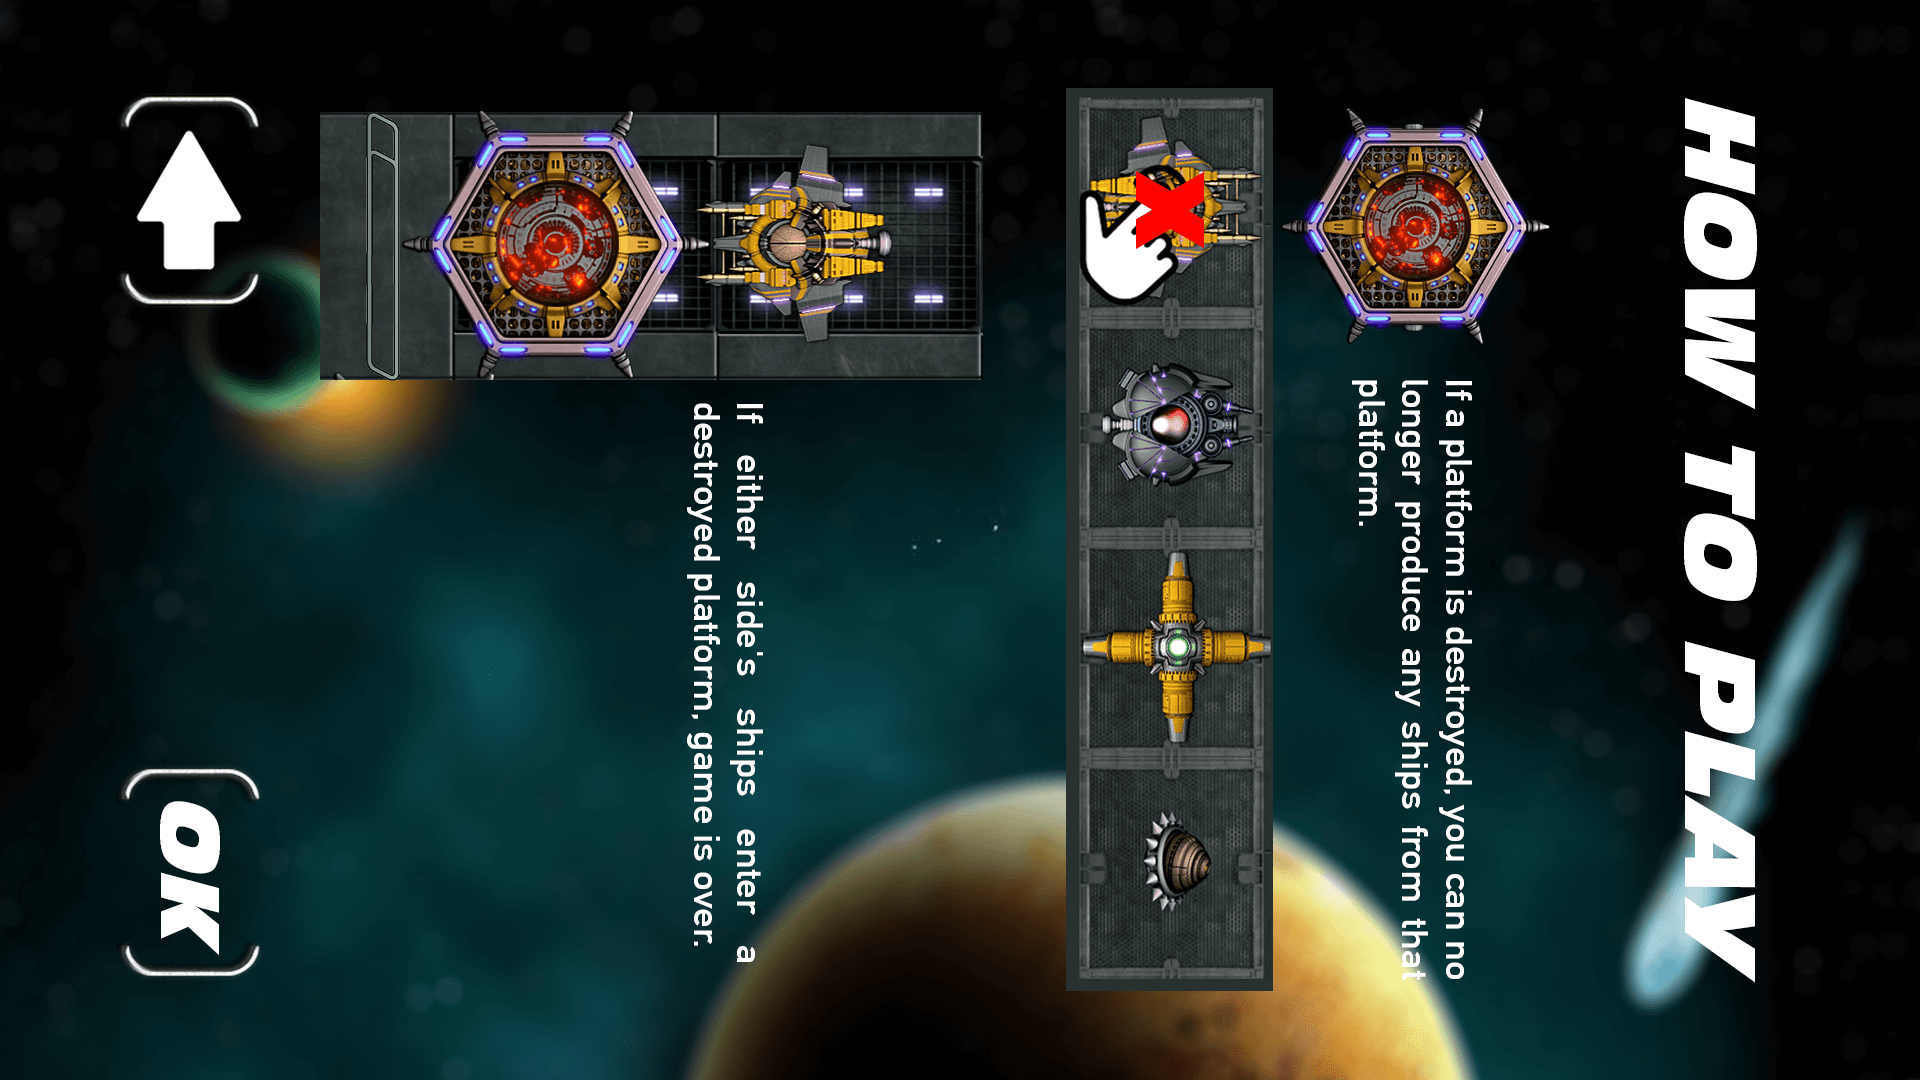 HOW TO PLAY
If a platform is destroyed, you can no
longer produce any ships from that
platform.
If either side's ships enter a
destroyed platform, game is over.
OK